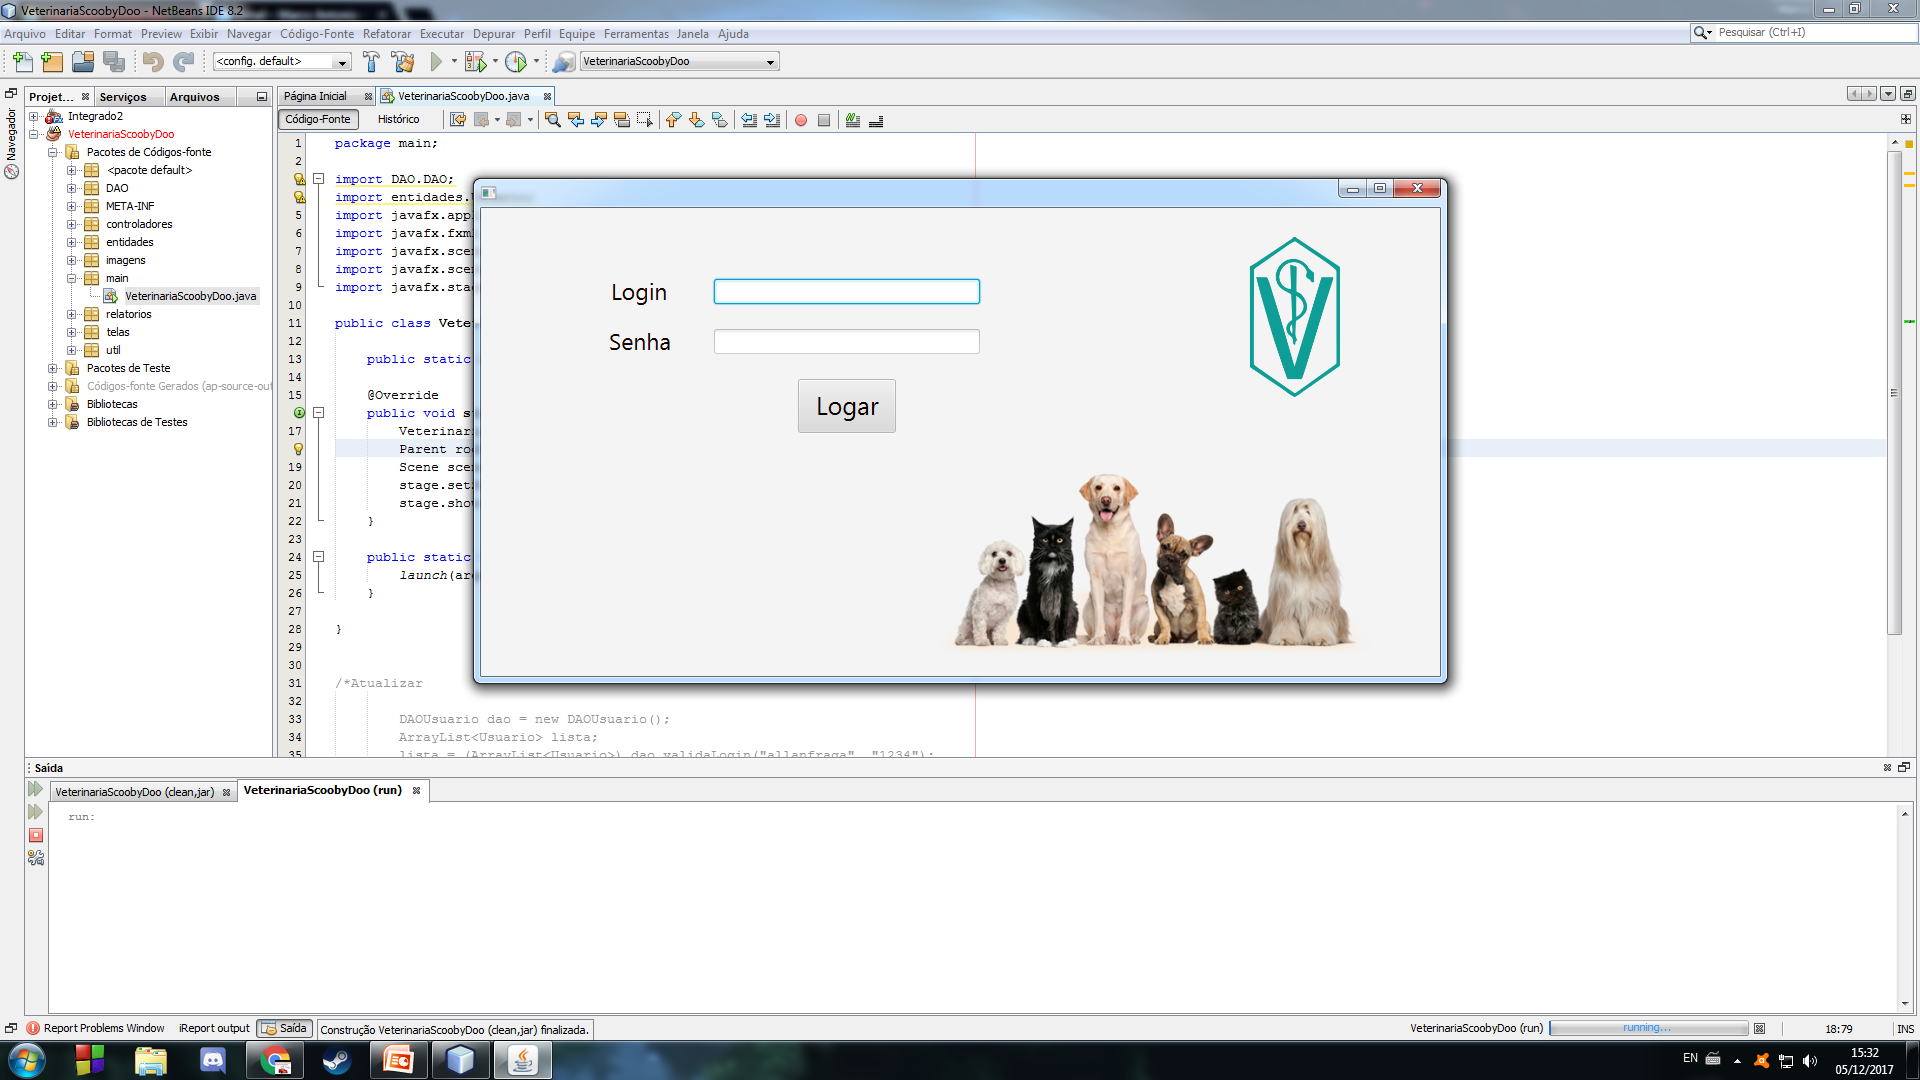 VeterinariaScoobyDoo - NetBeans IDE 8.2
Arquivo Editar Format Preview Exibir Navegar Código-Fonte Refatorar Executar Depurar Perfil Equipe Ferramentas Janela Ajuda
Pesquisar (Ctrl+I)
<config. default>
VeterinariaScoobyDoo
Projet...
Serviços
Arquivos
Página Inicial
VeterinariaScoobyDoo.java
Navegador
Código-Fonte
Histórico
Integrado2
VeterinariaScoobyDoo
Pacotes de Códigos-fonte
<pacote default>
DAO
META-INF
controladores
entidades
imagens
main
VeterinariaScoobyDoo.java
relatorios
telas
util
Pacotes de Teste
Códigos-fonte Gerados (ap-source-ou
Bibliotecas
Bibliotecas de Testes
1 package main;
2
import DAO.DAO;
import entidades.
5 import javafx.app
6 import javafx.fxm
7 import javafx.sce
8 import javafx.sce
9 import javafx.sta
10
11 public class Vete
12
13 public static
14
15 @Override
public void s
17 Veterinar
Parent ro
19 Scene sce
20 stage.set
21 stage.sho
22 }
23
24 public static
25 launch(ar
26 }
27
28 }
29
30
31 /*Atualizar
32
33 DAOUsuario dao = new DAOUsuario();
34 ArrayList<Usuario> lista;
35 lista = (ArrayList<Usuario>) dao.validaLogin("allanfraga", "1234");
Login
Senha
Logar
V
Saída
VeterinariaScoobyDoo (clean,jar)
VeterinariaScoobyDoo (run)
run:
Report Problems Window
iReport output
Saída
Construção VeterinariaScoobyDoo (clean,jar) finalizada.
VeterinariaScoobyDoo (run)
running...
18:79
INS
EN
15:32
05/12/2017